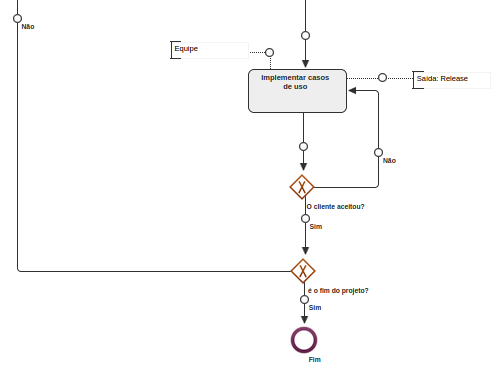 Não
Equipe
Implementar casos
de uso
Saída: Release
Não
O cliente aceitou?
Sim
é o fim do projeto?
Sim
Fim